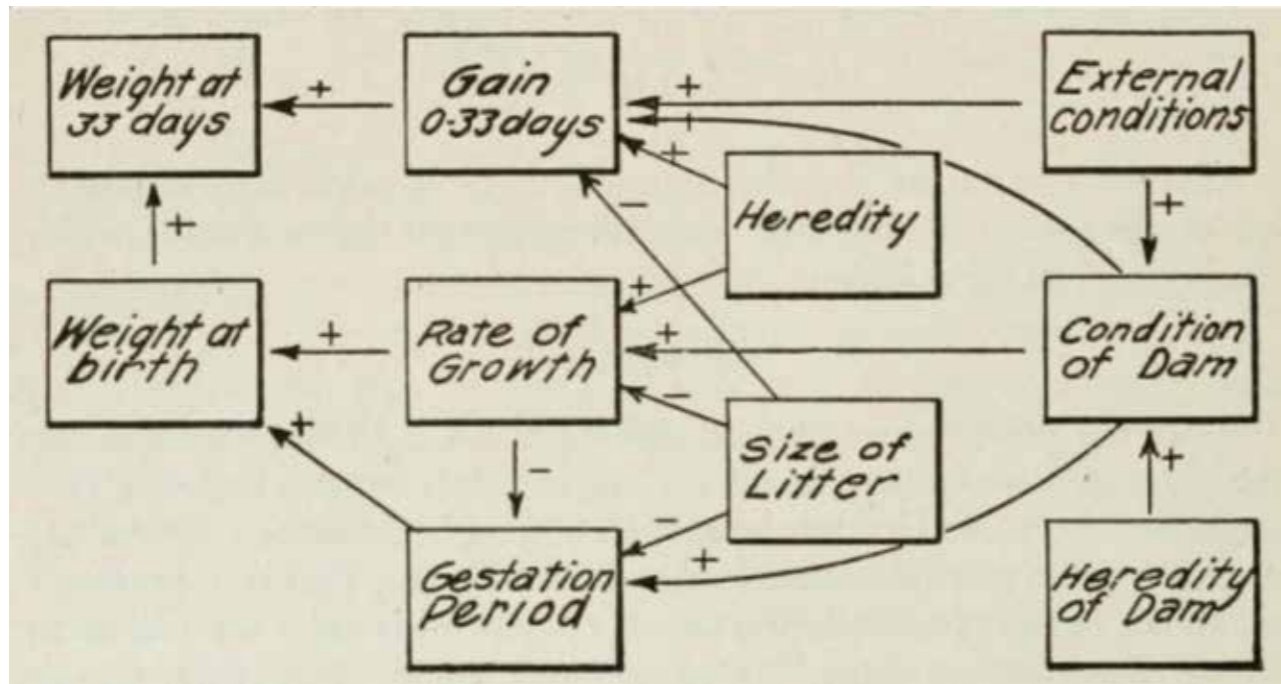 Weight at
33 days
+
Gain
0-33 days
+
+
+
-
External
conditions
+
Heredity
+
+
Weight at
birth
+
Rate of
Growth
+
-
Condition
of Dam
+
-
Size of
Litter
-
+
+
Gestation
Period
Heredity
of Dam